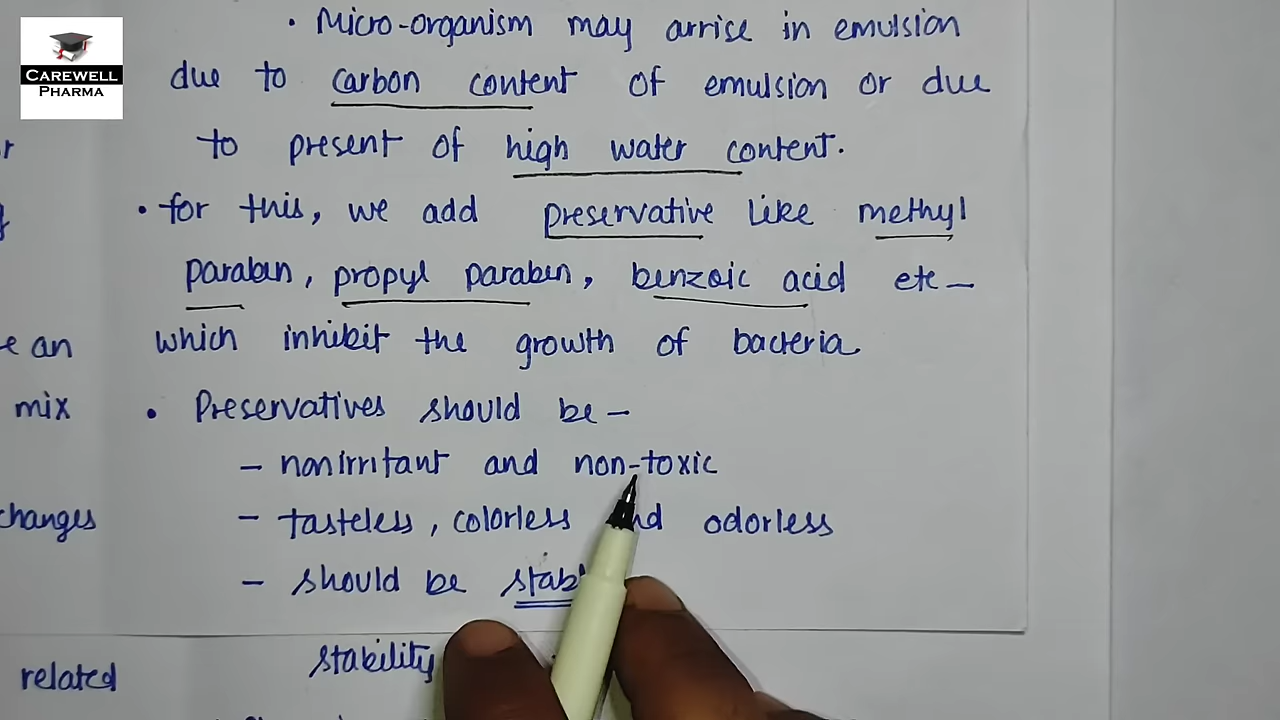 CAREWELL
PHARMA
• Micro-organism may arrise in emulsion
due to carbon content of emulsion or due
to present of high water content.
• for this, we add preservative like methyl
paraben, propyl paraben, benzoic acid etc—
which inhibit the growth of bacteria
• Preservatives should be —
— nonirritant and non-toxic
— tasteless, colorless and odorless
— should be stab
stability
e an
mix
changes
related